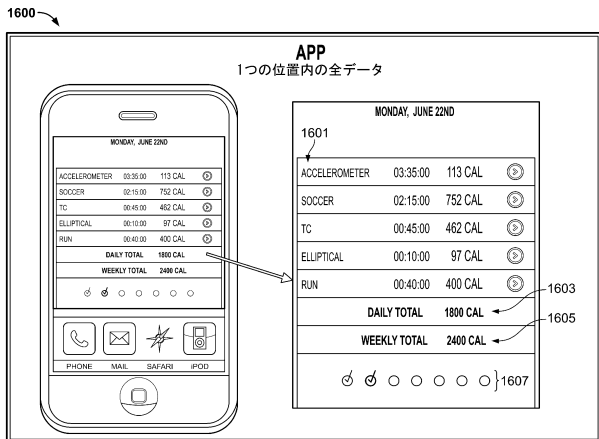 1600
APP
1つの位置内の全データ
MONDAY, JUNE 22ND
ACCELEROMETER 03:35:00 113 CAL
SOCCER 02:15:00 752 CAL
TC 00:45:00 462 CAL
ELLIPTICAL 00:10:00 97 CAL
RUN 00:40:00 400 CAL
DAILY TOTAL 1800 CAL
WEEKLY TOTAL 2400 CAL
PHONE MAIL SAFARI iPOD
MONDAY, JUNE 22ND
1601
ACCELEROMETER 03:35:00 113 CAL
SOCCER 02:15:00 752 CAL
TC 00:45:00 462 CAL
ELLIPTICAL 00:10:00 97 CAL
RUN 00:40:00 400 CAL
DAILY TOTAL 1800 CAL 1603
WEEKLY TOTAL 2400 CAL 1605
1607